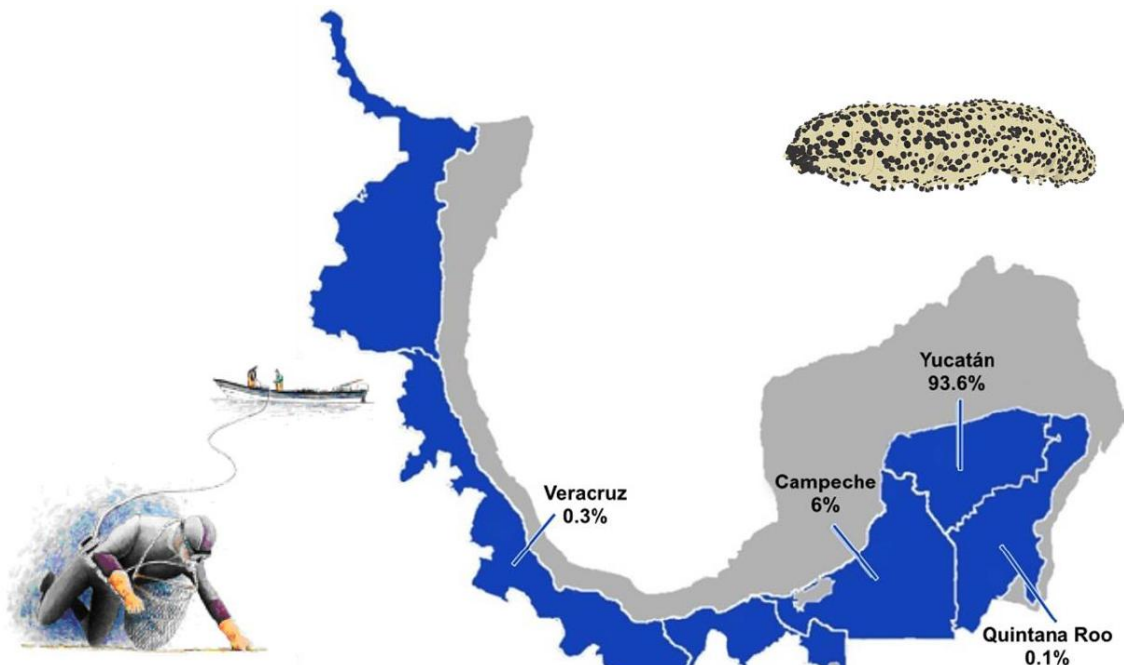 Yucatán
93.6%
Campeche
6%
Veracruz
0.3%
Quintana Roo
0.1%